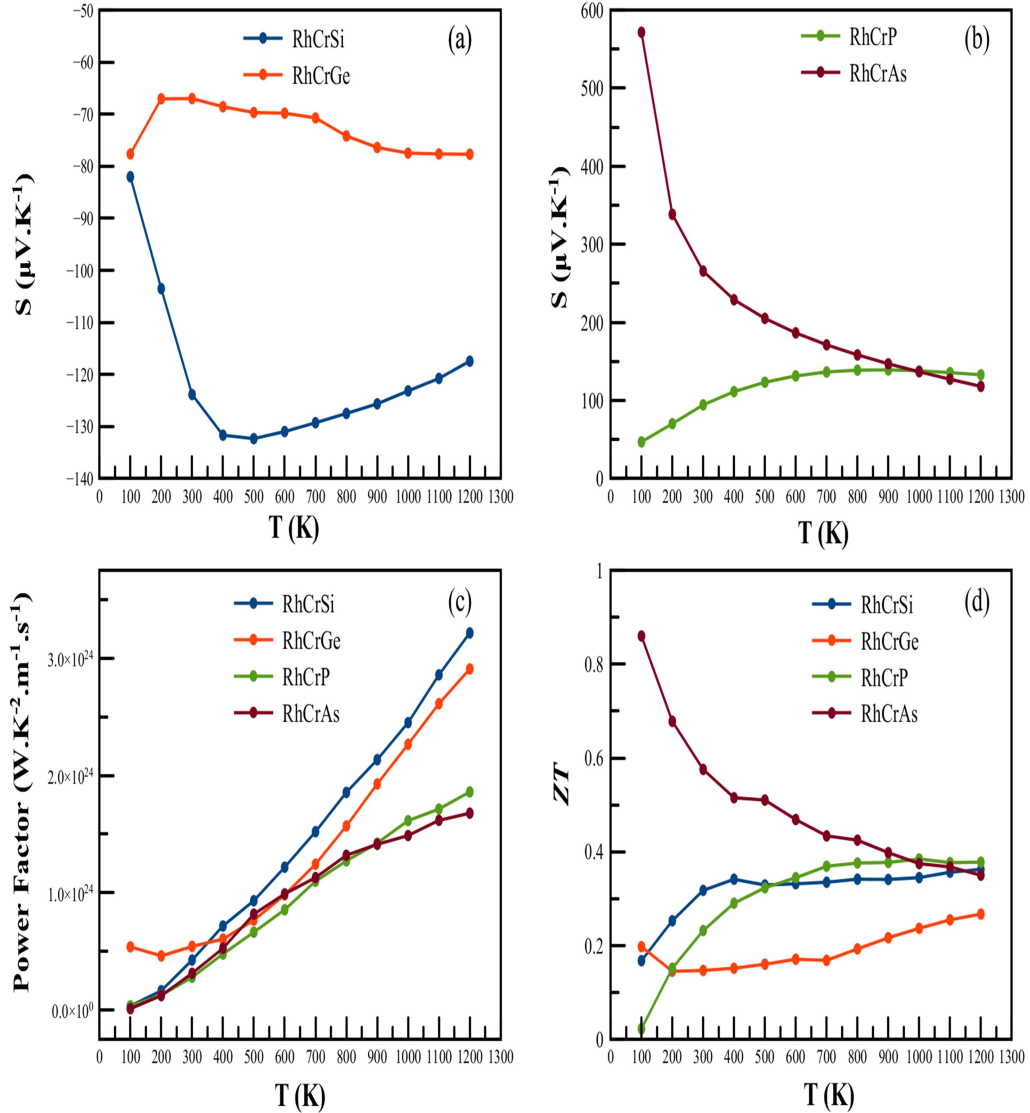 (a)
RhCrSi
RhCrGe
−50
−60
−70
−80
−90
−100
−110
−120
−130
−140
S (µV.K⁻¹)
0 100 200 300 400 500 600 700 800 900 1000 1100 1200 1300
T (K)
(b)
RhCrP
RhCrAs
600
500
400
300
200
100
0
S (µV.K⁻¹)
0 100 200 300 400 500 600 700 800 900 1000 1100 1200 1300
T (K)
(c)
RhCrSi
RhCrGe
RhCrP
RhCrAs
3.0×10²⁴
2.0×10²⁴
1.0×10²⁴
0.0×10⁰
Power Factor (W.K⁻².m⁻¹.s⁻¹)
0 100 200 300 400 500 600 700 800 900 1000 1100 1200 1300
T (K)
(d)
RhCrSi
RhCrGe
RhCrP
RhCrAs
1
0.8
0.6
0.4
0.2
0
ZT
0 100 200 300 400 500 600 700 800 900 1000 1100 1200 1300
T (K)